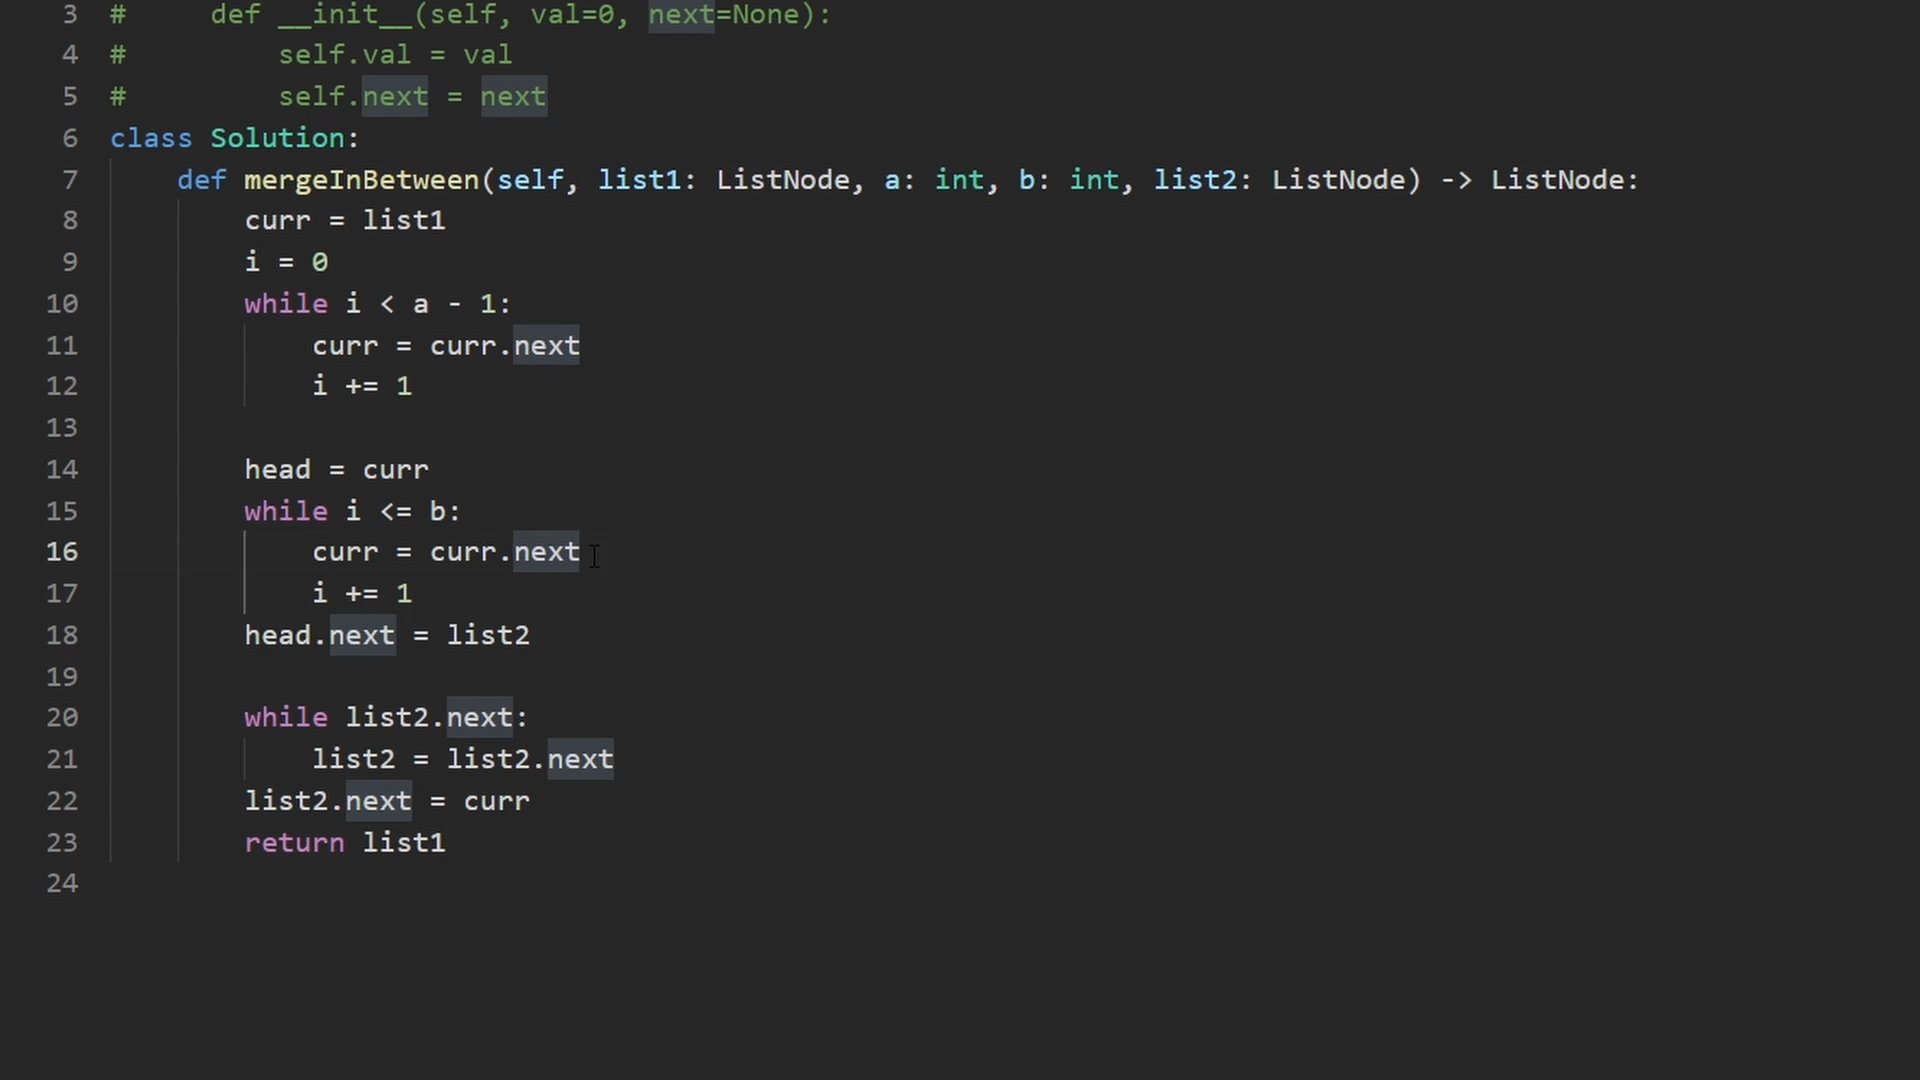 3 #     def __init__(self, val=0, next=None):
4 #         self.val = val
5 #         self.next = next
6 class Solution:
7     def mergeInBetween(self, list1: ListNode, a: int, b: int, list2: ListNode) -> ListNode:
8         curr = list1
9         i = 0
10         while i < a - 1:
11             curr = curr.next
12             i += 1
13
14         head = curr
15         while i <= b:
16             curr = curr.next
17             i += 1
18         head.next = list2
19
20         while list2.next:
21             list2 = list2.next
22         list2.next = curr
23         return list1
24